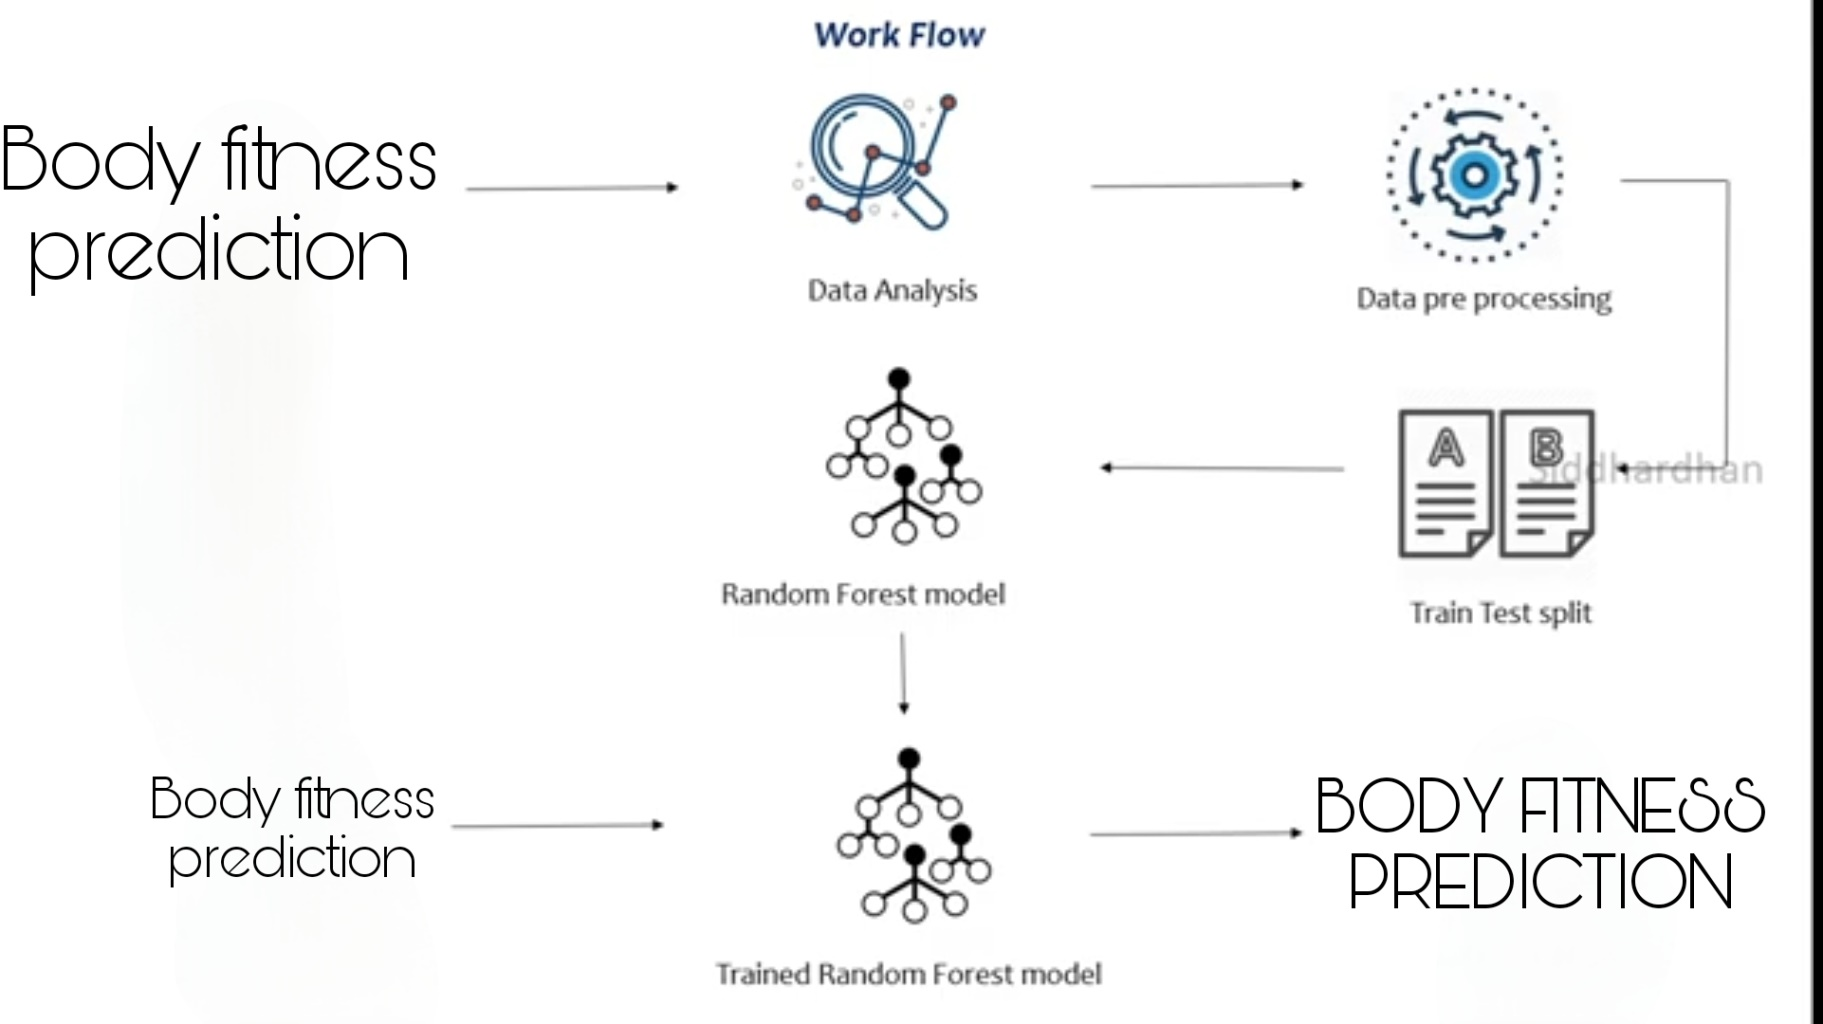 Work Flow
Body fitness
prediction
Data Analysis
Data pre processing
A
B
Siddhardhan
Random Forest model
Train Test split
Body fitness
prediction
BODY FITNESS
PREDICTION
Trained Random Forest model